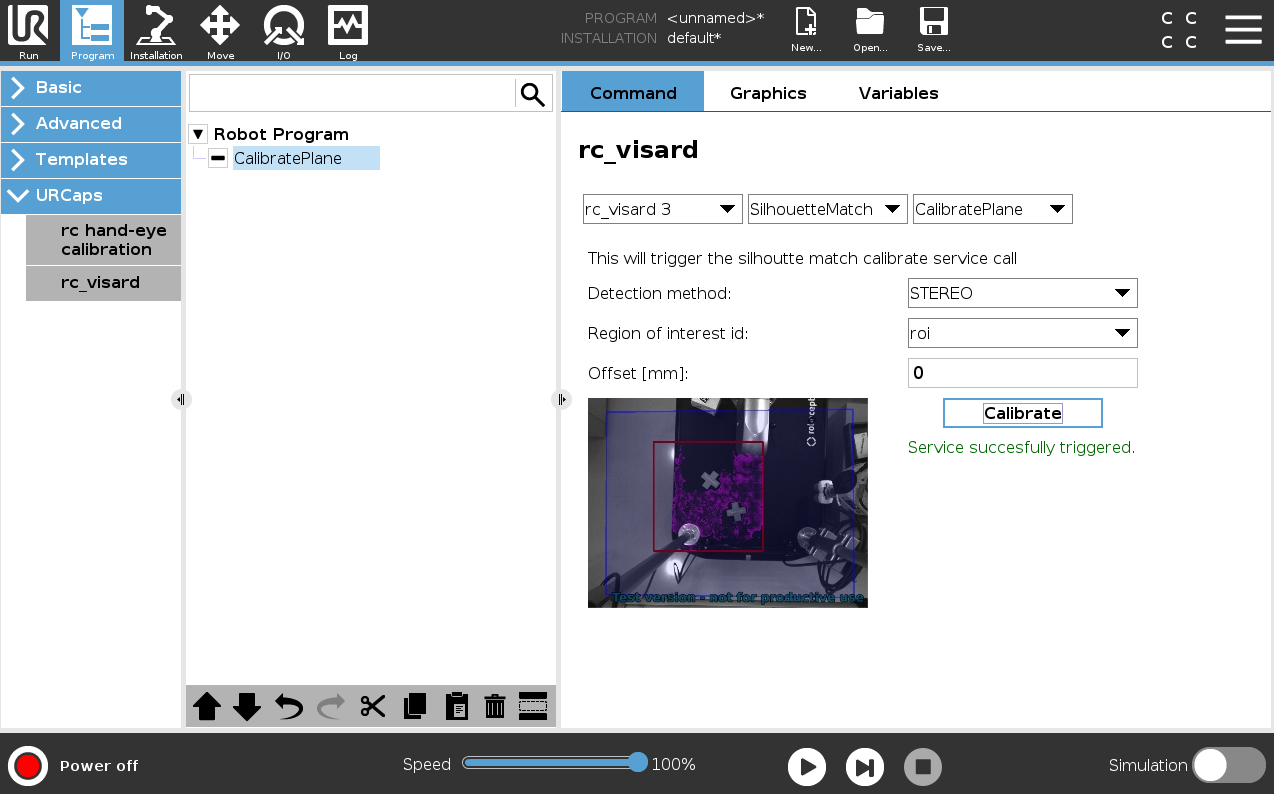 PROGRAM <unnamed>*
INSTALLATION default*
Run Program Installation Move I/O Log
New... Open... Save...
C C
C C
Basic
Advanced
Templates
URCaps
rc hand-eye
calibration
rc_visard
Robot Program
CalibratePlane
Command Graphics Variables
rc_visard
rc_visard 3 SilhouetteMatch CalibratePlane
This will trigger the silhoutte match calibrate service call
Detection method: STEREO
Region of interest id: roi
Offset [mm]: 0
Calibrate
Service succesfully triggered.
Test version - not for productive use
Power off
Speed 100%
Simulation